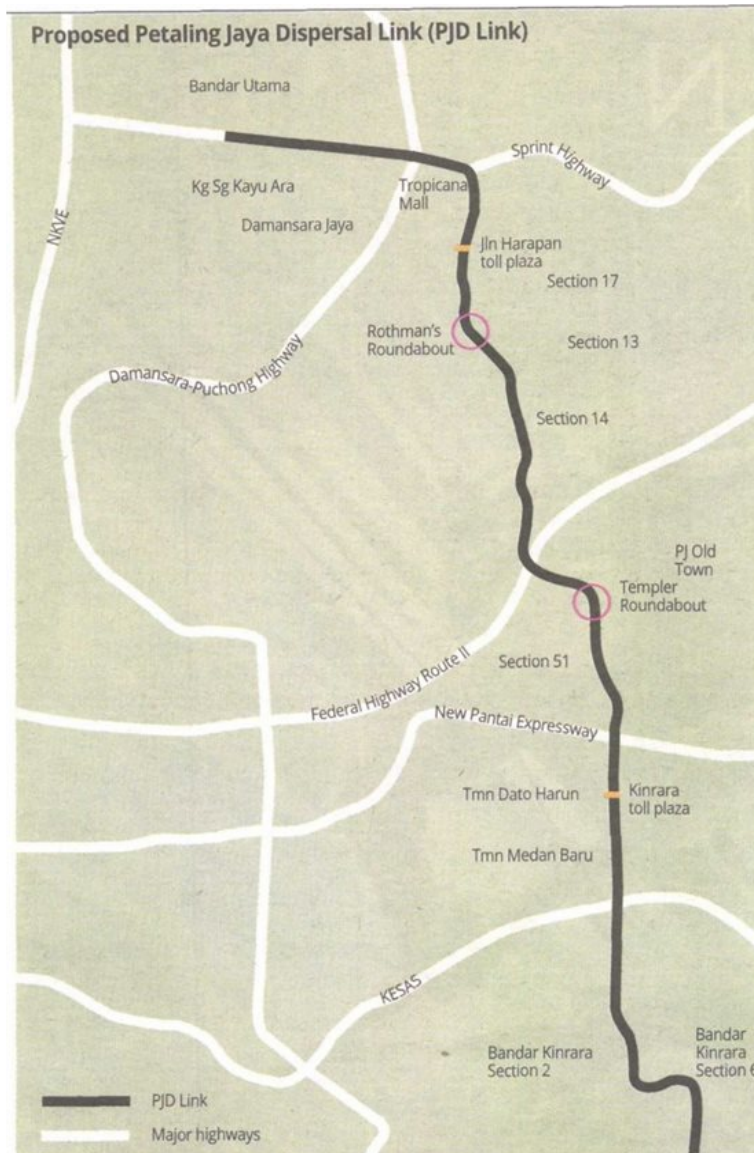 Proposed Petaling Jaya Dispersal Link (PJD Link)
Bandar Utama
Sprint Highway
Kg Sg Kayu Ara
Tropicana
Mall
Damansara Jaya
NKVE
Jln Harapan
toll plaza
Section 17
Rothman's
Roundabout
Section 13
Damansara-Puchong Highway
Section 14
PJ Old
Town
Templer
Roundabout
Section 51
Federal Highway Route II
New Pantai Expressway
Tmn Dato Harun
Kinrara
toll plaza
Tmn Medan Baru
KESAS
Bandar Kinrara
Section 2
Bandar
Kinrara
Section 6
PJD Link
Major highways